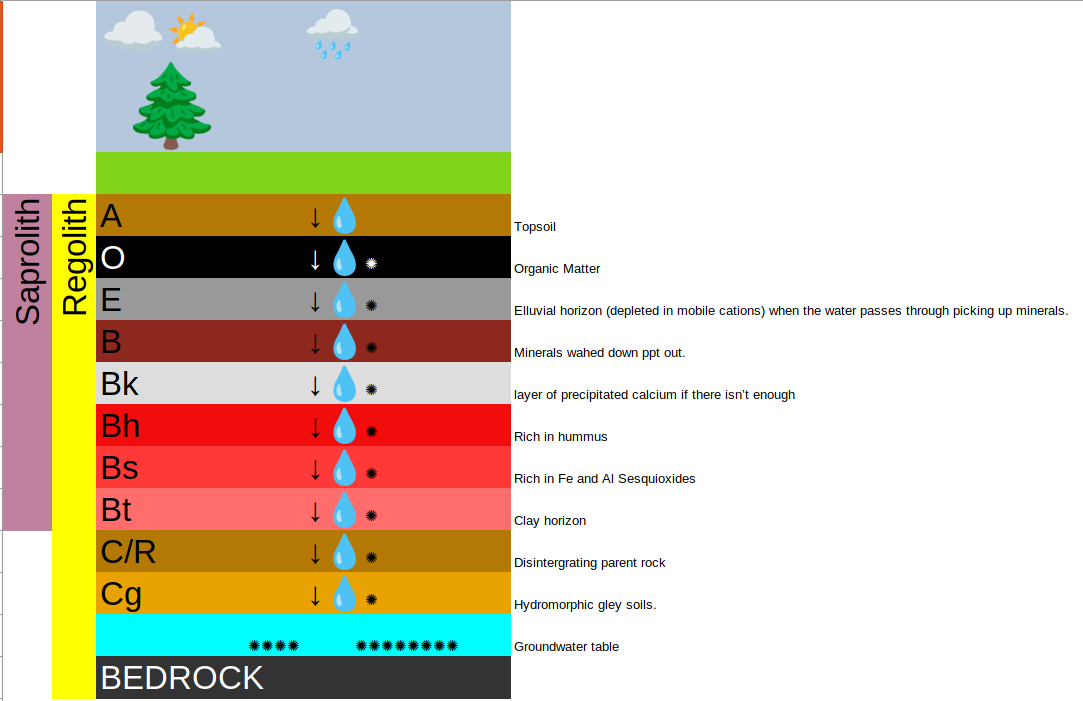 Saprolith
Regolith
A
Topsoil
O
Organic Matter
E
Elluvial horizon (depleted in mobile cations) when the water passes through picking up minerals.
B
Minerals wahed down ppt out.
Bk
layer of precipitated calcium if there isn't enough
Bh
Rich in hummus
Bs
Rich in Fe and Al Sesquioxides
Bt
Clay horizon
C/R
Disintergrating parent rock
Cg
Hydromorphic gley soils.
Groundwater table
BEDROCK